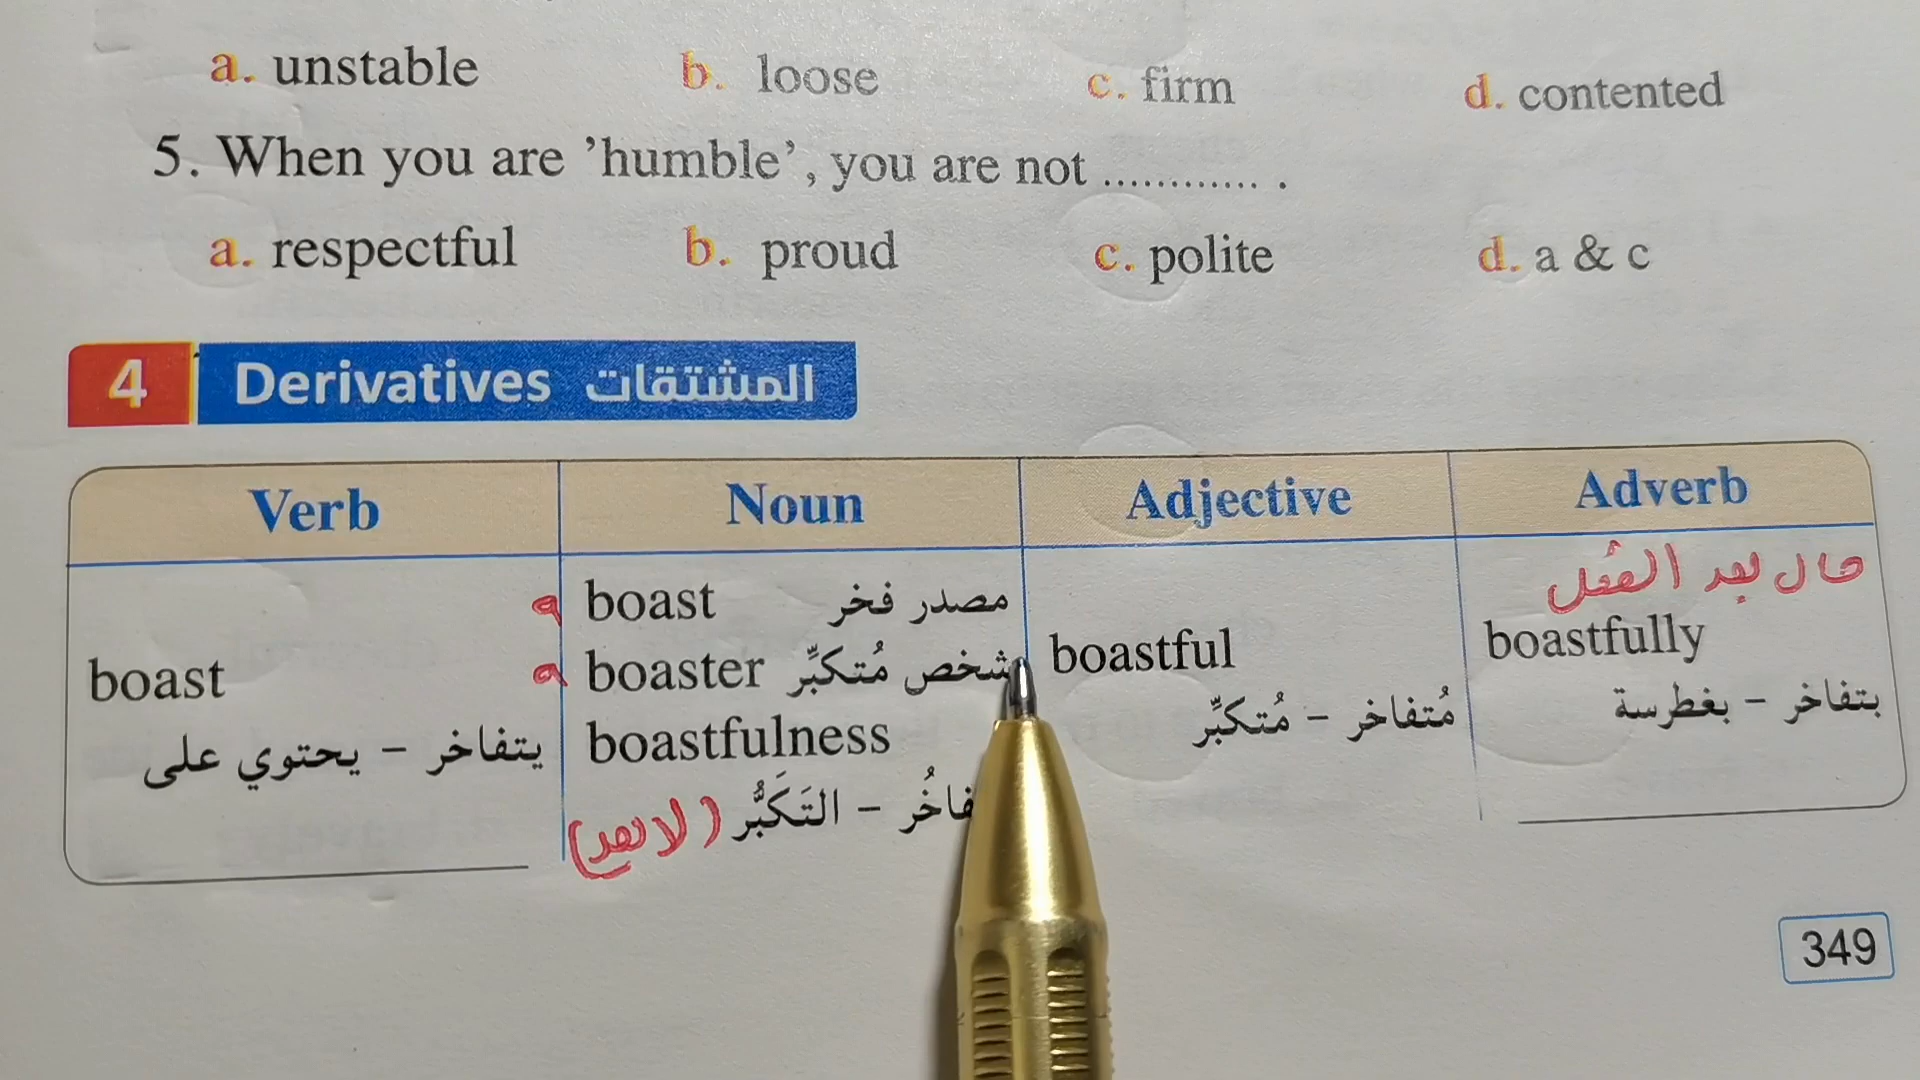 a. unstable b. loose c. firm d. contented
5. When you are ’humble’, you are not ............ .
a. respectful b. proud c. polite d. a & c
4 Derivatives المشتقات
Verb Noun Adjective Adverb
حال بعد الفعل
a boast مصدر فخر
boast
يتفاخر – يحتوي على
a boaster شخص مُتكبِّر
boastfulness
فاخُر – التَكَبُّر (لا يعد)
boastful
مُتفاخر – مُتكبِّر
boastfully
بتفاخر – بغطرسة
349